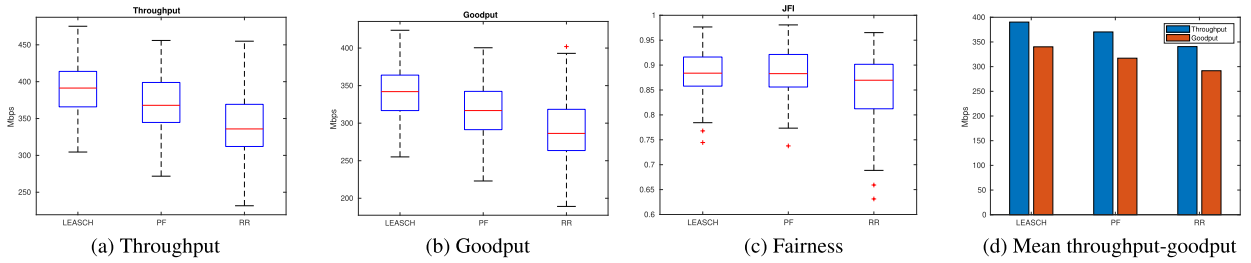 Throughput
Mbps
450
400
350
300
250
LEASCH PF RR
(a) Throughput
Goodput
Mbps
400
350
300
250
200
LEASCH PF RR
(b) Goodput
JFI
1
0.95
0.9
0.85
0.8
0.75
0.7
0.65
0.6
LEASCH PF RR
(c) Fairness
Mbps
400
350
300
250
200
150
100
50
0
Throughput
Goodput
LEASCH PF RR
(d) Mean throughput-goodput